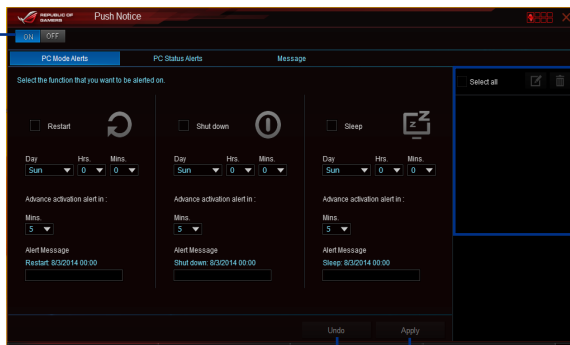 REPUBLIC OF GAMERS
Push Notice
ON OFF
PC Mode Alerts PC Status Alerts Message
Select the function that you want to be alerted on.
Select all
Restart Shut down Sleep
Day Hrs. Mins. Day Hrs. Mins. Day Hrs. Mins.
Sun 0 0 Sun 0 0 Sun 0 0
Advance activation alert in : Advance activation alert in : Advance activation alert in :
Mins. Mins. Mins.
5 5 5
Alert Message Alert Message Alert Message
Restart: 8/3/2014 00:00 Shut down: 8/3/2014 00:00 Sleep: 8/3/2014 00:00
Undo Apply